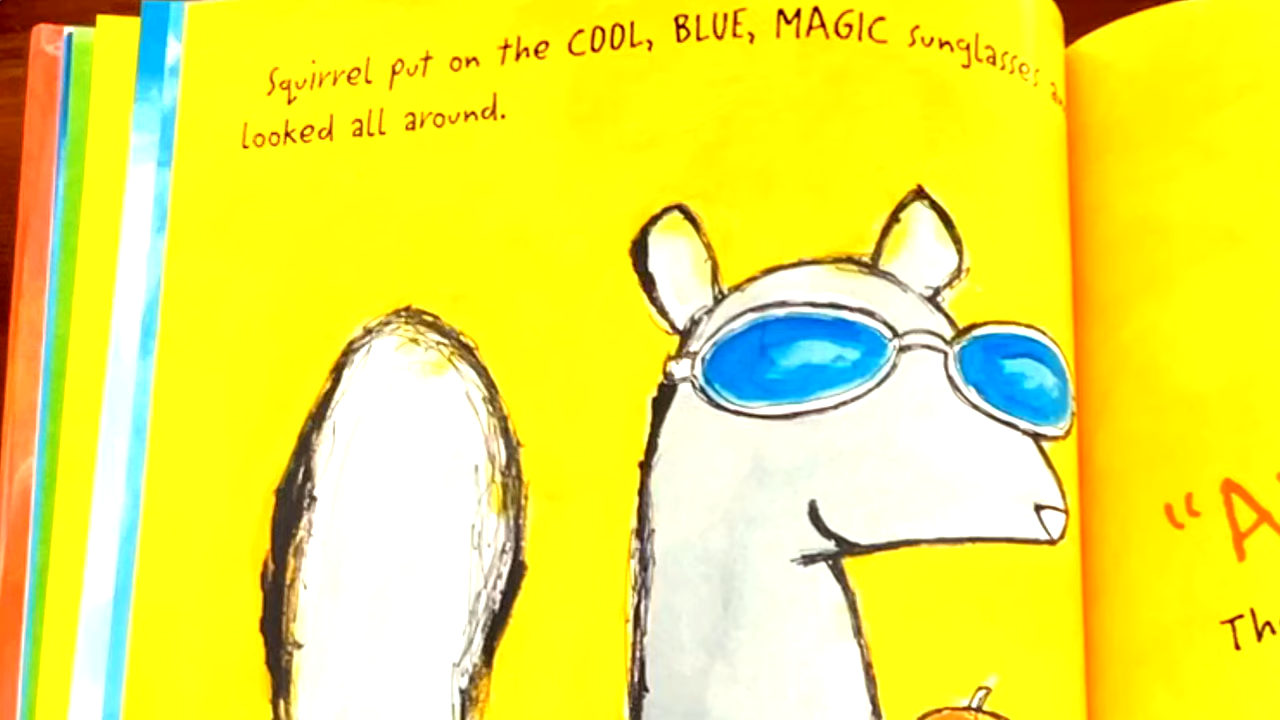 Squirrel put on the COOL, BLUE, MAGIC sunglasses
looked all around.
"A